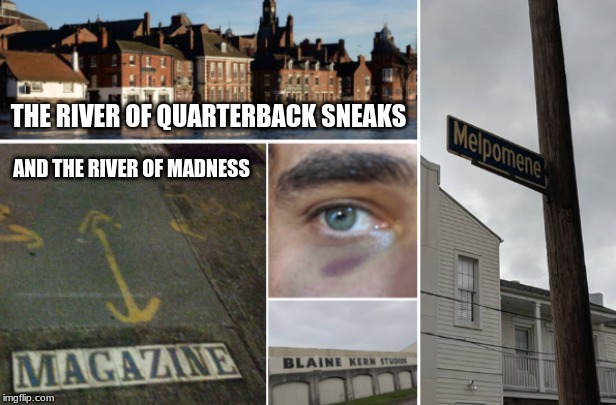 THE RIVER OF QUARTERBACK SNEAKS
AND THE RIVER OF MADNESS
Melpomene
MAGAZINE
BLAINE KERN STUDIOS
imgflip.com